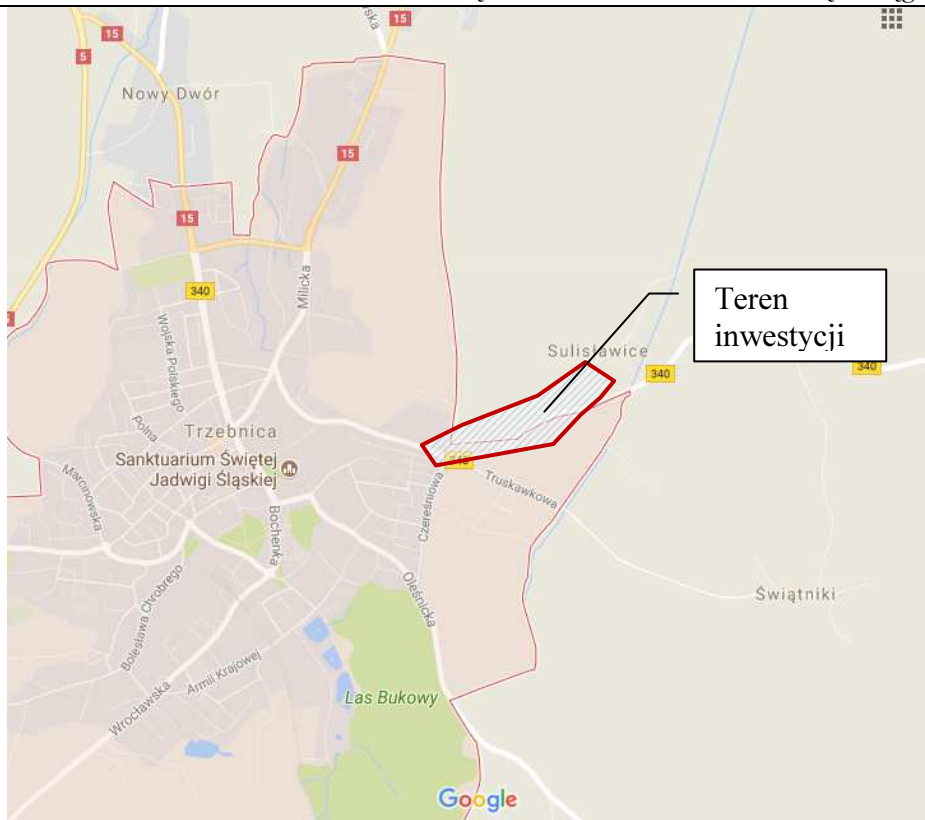 15
15
5
Nowy Dwór
15
15
340
Milicka
Wojska Polskiego
Teren
inwestycji
Sulisławice
340
340
Polna
Trzebnica
Sanktuarium Świętej
Jadwigi Śląskiej
340
Truskawkowa
Marcinowska
Bochenka
Czereśniowa
Oleśnicka
Świątniki
Bolesława Chrobrego
Armii Krajowej
Wrocławska
Las Bukowy
Google